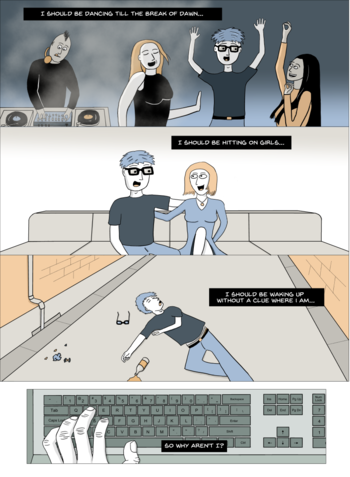 I SHOULD BE DANCING TILL THE BREAK OF DAWN...
I SHOULD BE HITTING ON GIRLS...
I SHOULD BE WAKING UP
WITHOUT A CLUE WHERE I AM...
SO WHY AREN'T I?